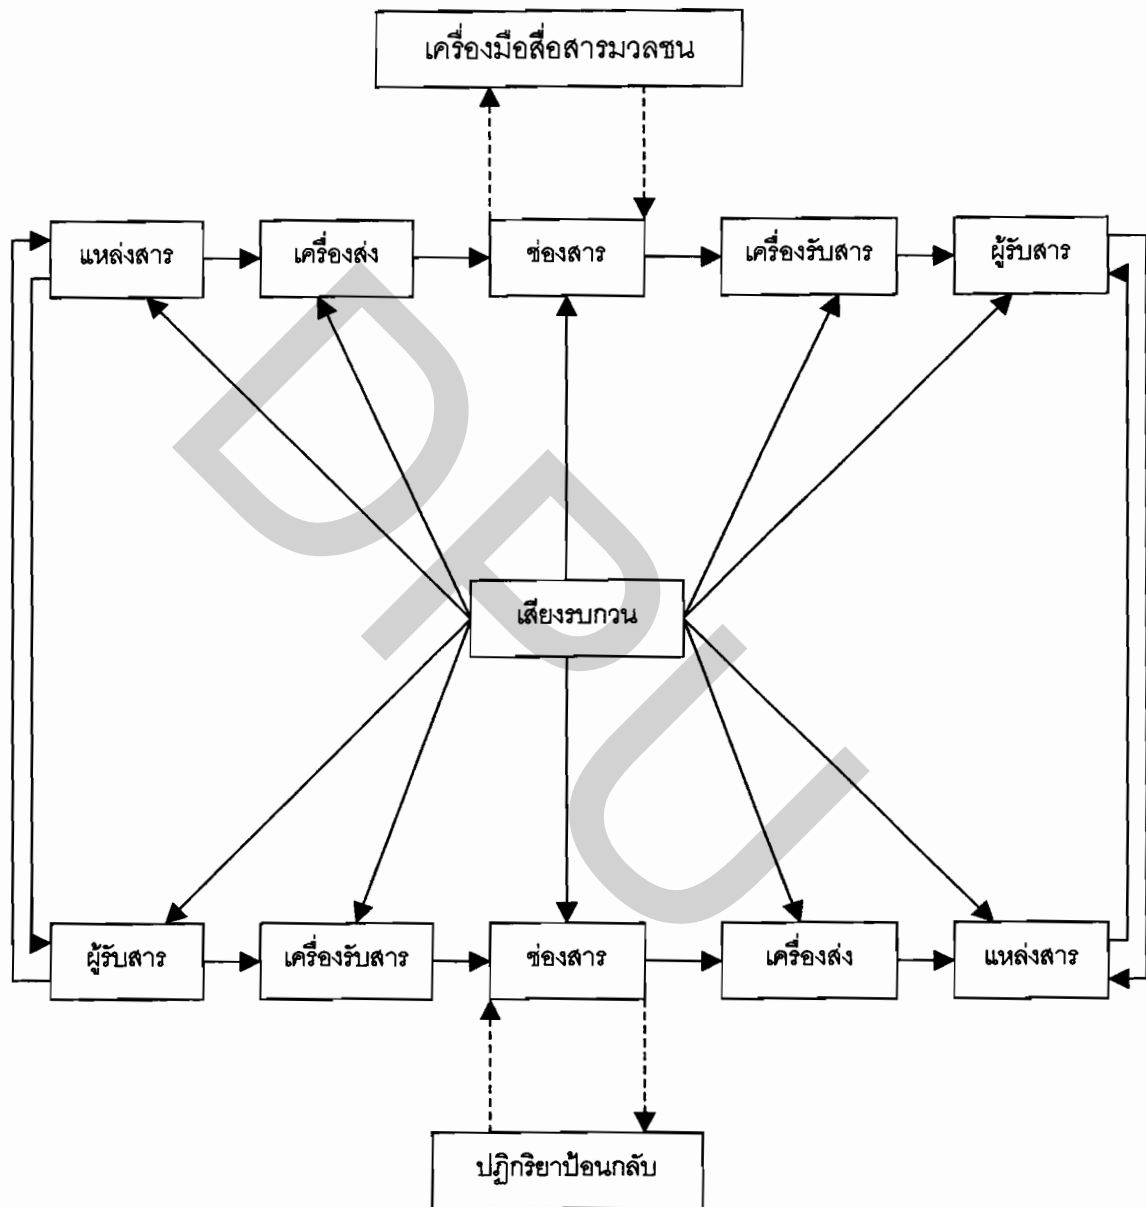 เครื่องมือสื่อสารมวลชน
แหล่งสาร
เครื่องส่ง
ช่องสาร
เครื่องรับสาร
ผู้รับสาร
เสียงรบกวน
ผู้รับสาร
เครื่องรับสาร
ช่องสาร
เครื่องส่ง
แหล่งสาร
ปฏิกริยาป้อนกลับ
DPU